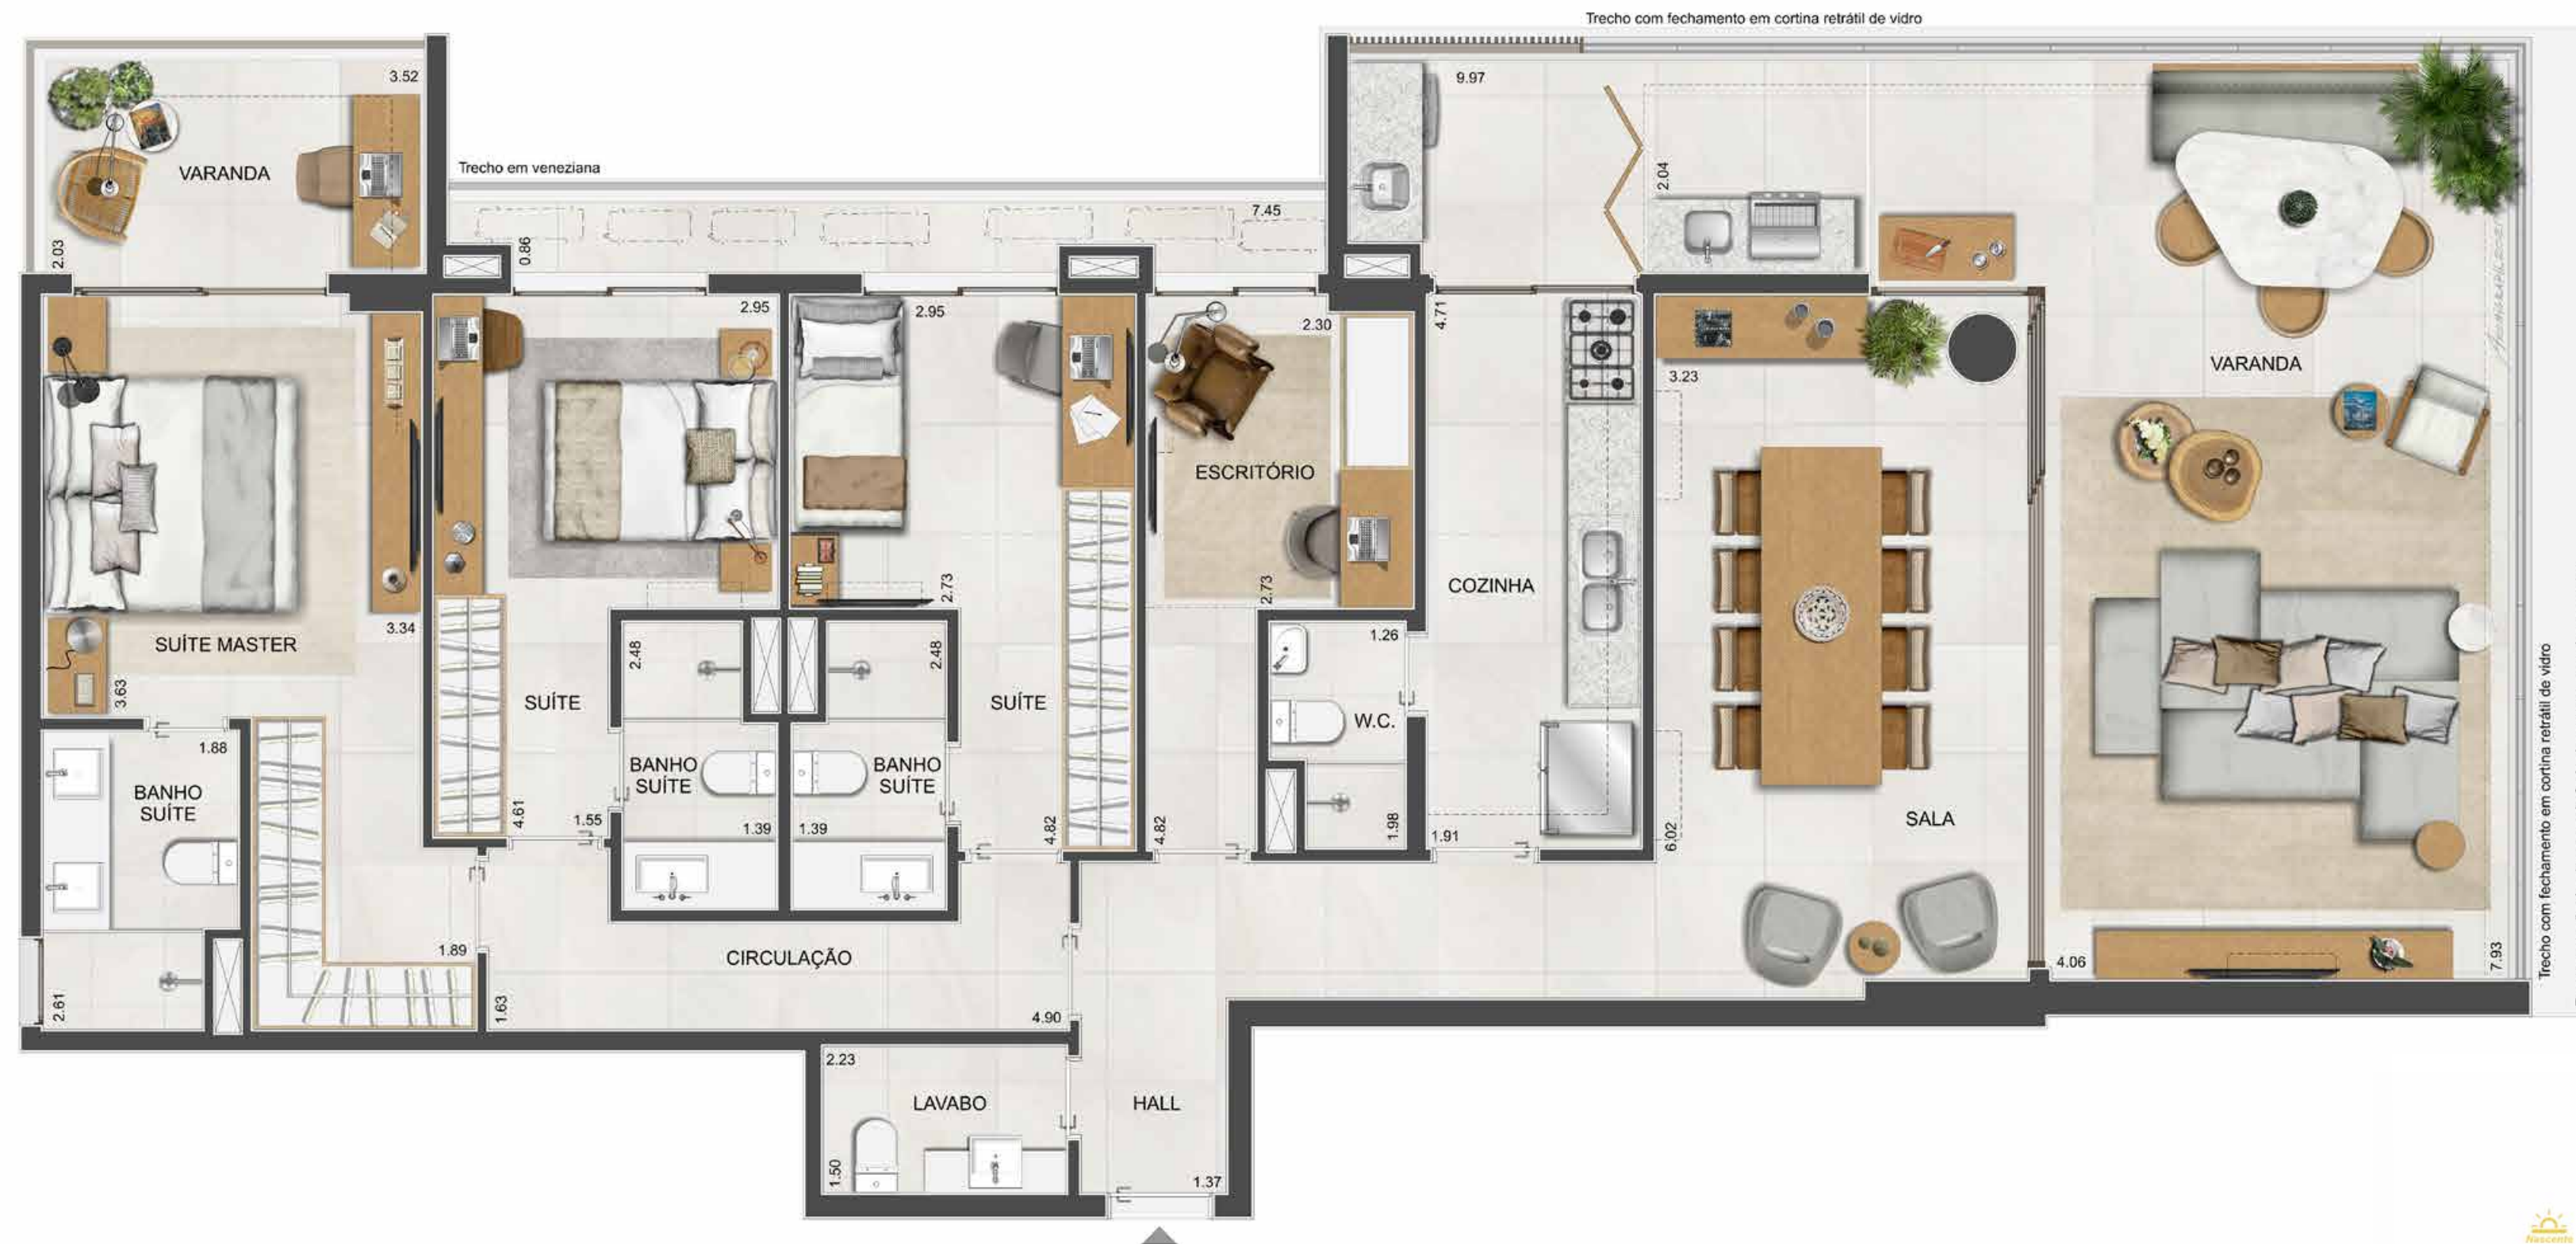 Trecho com fechamento em cortina retrátil de vidro
3.52
9.97
VARANDA
Trecho em veneziana
2.04
7.45
2.03
0.86
2.95
2.95
2.30
4.71
3.23
VARANDA
ESCRITÓRIO
2.73
2.73
COZINHA
3.34
SUÍTE MASTER
2.48
2.48
1.26
3.63
SUÍTE
SUÍTE
W.C.
1.88
BANHO
SUÍTE
BANHO
SUÍTE
BANHO
SUÍTE
4.61
1.55
1.39
1.39
4.82
4.82
1.98
1.91
6.02
SALA
Trecho com fechamento em cortina retrátil de vidro
1.89
CIRCULAÇÃO
4.06
7.93
2.61
1.63
4.90
2.23
LAVABO
HALL
1.50
1.37
Nascente